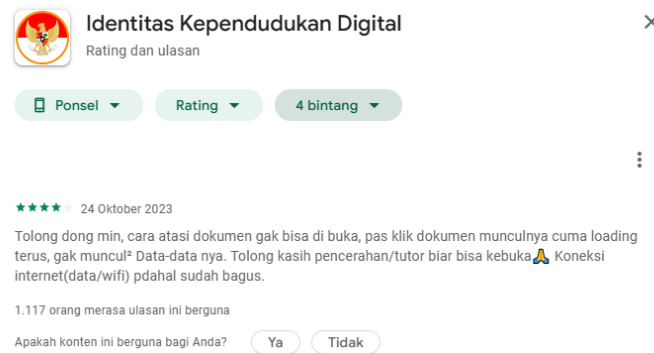 Identitas Kependudukan Digital
Rating dan ulasan
Ponsel
Rating
4 bintang
24 Oktober 2023
Tolong dong min, cara atasi dokumen gak bisa di buka, pas klik dokumen munculnya cuma loading
terus, gak muncul² Data-data nya. Tolong kasih pencerahan/tutor biar bisa kebuka🙏 Koneksi
internet(data/wifi) pdahal sudah bagus.
1.117 orang merasa ulasan ini berguna
Apakah konten ini berguna bagi Anda?
Ya
Tidak